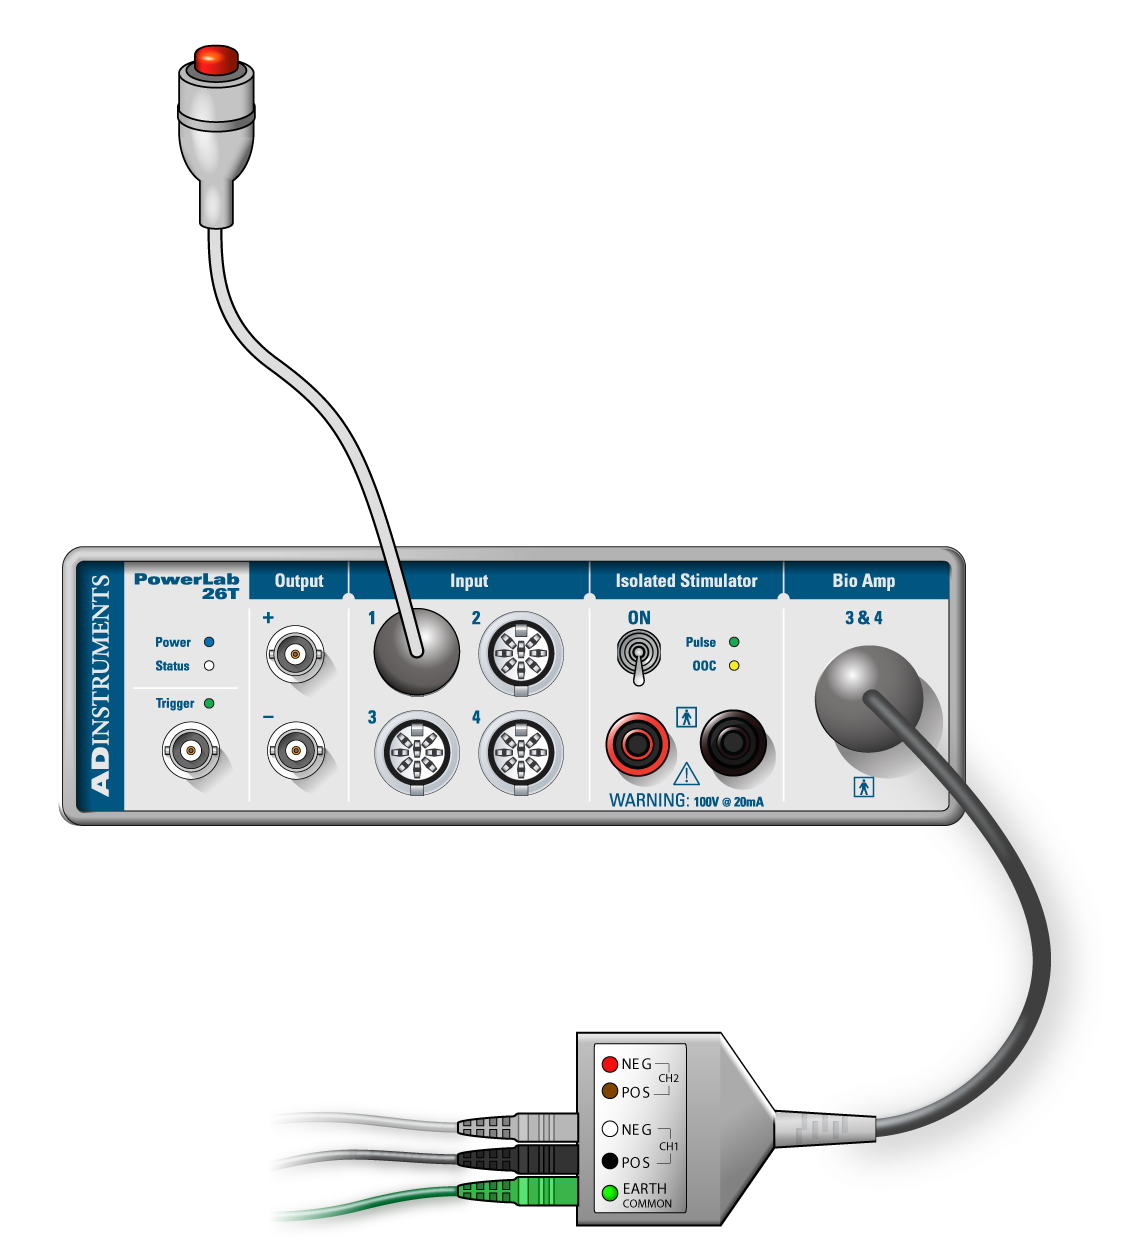 ADINSTRUMENTS
PowerLab
26T
Power
Status
Trigger
Output
+
–
Input
1
2
3
4
Isolated Stimulator
ON
Pulse
OOC
WARNING: 100V @ 20mA
Bio Amp
3 & 4
NEG
CH2
POS
NEG
CH1
POS
EARTH
COMMON